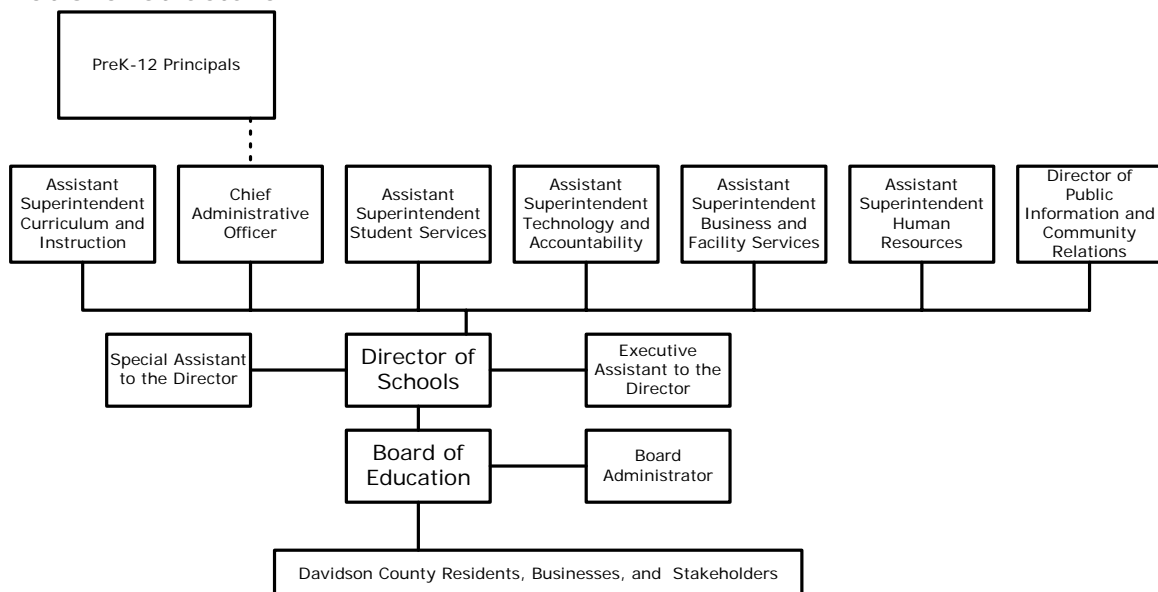 PreK-12 Principals
Assistant
Superintendent
Curriculum and
Instruction
Chief
Administrative
Officer
Assistant
Superintendent
Student Services
Assistant
Superintendent
Technology and
Accountability
Assistant
Superintendent
Business and
Facility Services
Assistant
Superintendent
Human
Resources
Director of
Public
Information and
Community
Relations
Special Assistant
to the Director
Director of
Schools
Executive
Assistant to the
Director
Board of
Education
Board
Administrator
Davidson County Residents, Businesses, and  Stakeholders